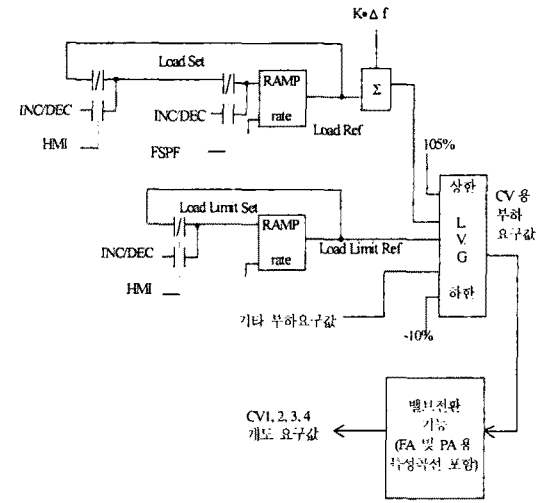 K•Δf
Load Set
RAMP
rate
Σ
INC/DEC
INC/DEC
HMI
FSPF
Load Ref
105%
상한
CV 용
부하
요구값
L
V
G
하한
-10%
Load Limit Set
RAMP
rate
Load Limit Ref
INC/DEC
HMI
기타 부하요구값
CV1, 2, 3, 4
개도 요구값
밸브전환
기능
(FA 및 PA 용
특성곡선 포함)